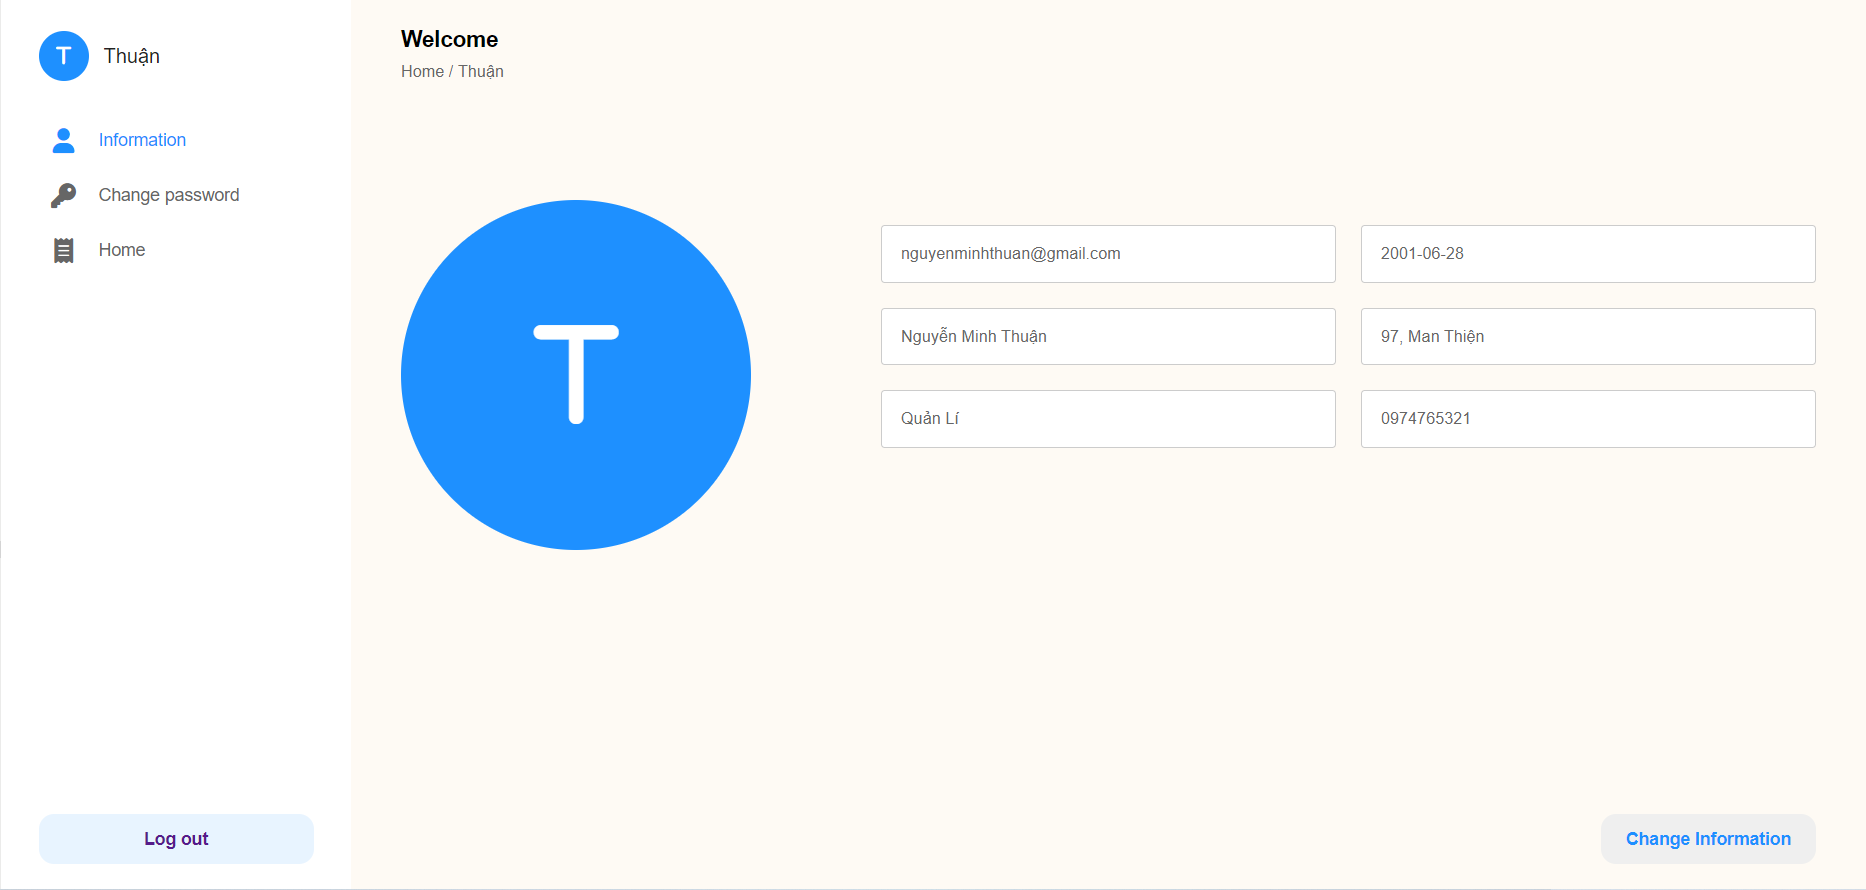 T Thuận
Information
Change password
Home
Log out
Welcome
Home / Thuận
T
nguyenminhthuan@gmail.com
2001-06-28
Nguyễn Minh Thuận
97, Man Thiện
Quản Lí
0974765321
Change Information